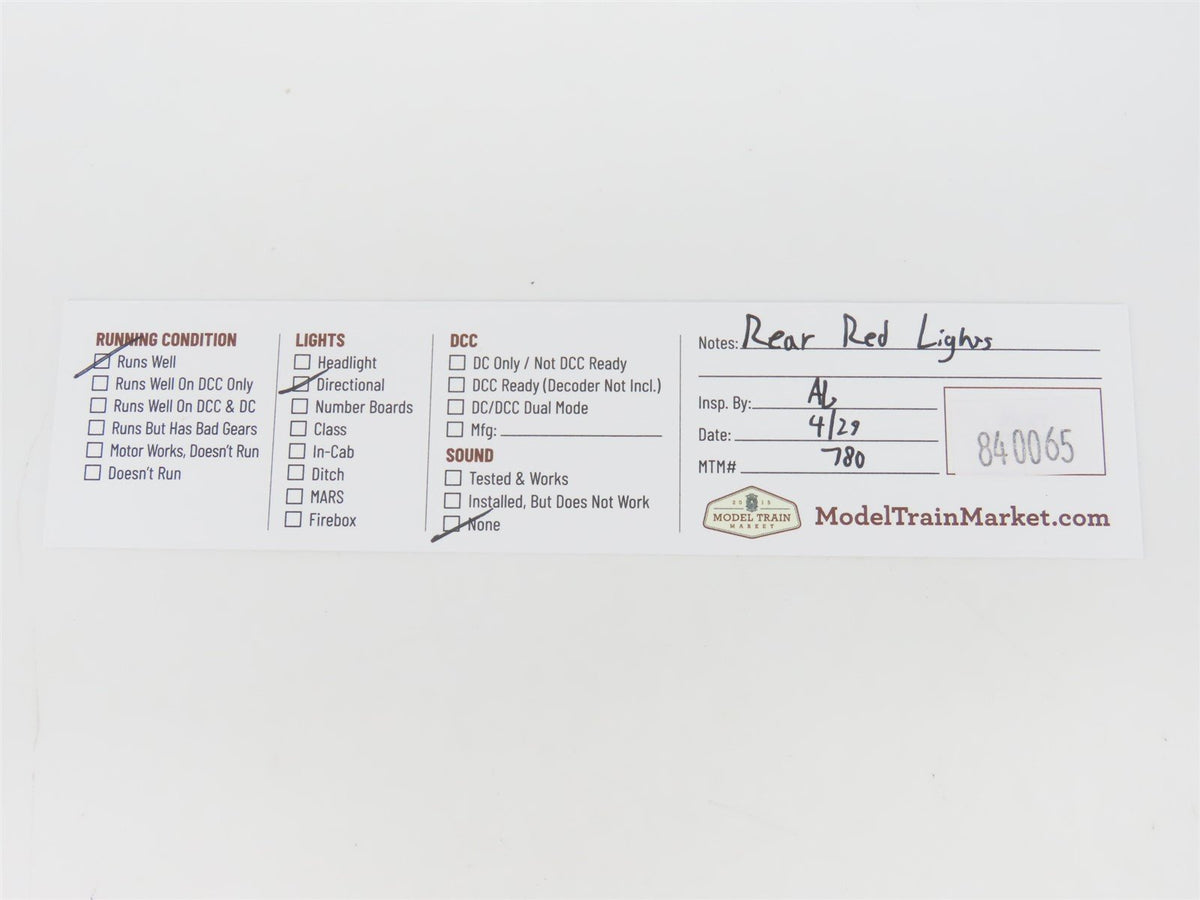 RUNNING CONDITION
Runs Well
Runs Well On DCC Only
Runs Well On DCC & DC
Runs But Has Bad Gears
Motor Works, Doesn't Run
Doesn't Run
LIGHTS
Headlight
Directional
Number Boards
Class
In-Cab
Ditch
MARS
Firebox
DCC
DC Only / Not DCC Ready
DCC Ready (Decoder Not Incl.)
DC/DCC Dual Mode
Mfg:
SOUND
Tested & Works
Installed, But Does Not Work
None
Notes: Rear Red Lights
Insp. By: AL
Date: 4/29
MTM# 780
840065
2015
MODEL TRAIN
MARKET
ModelTrainMarket.com